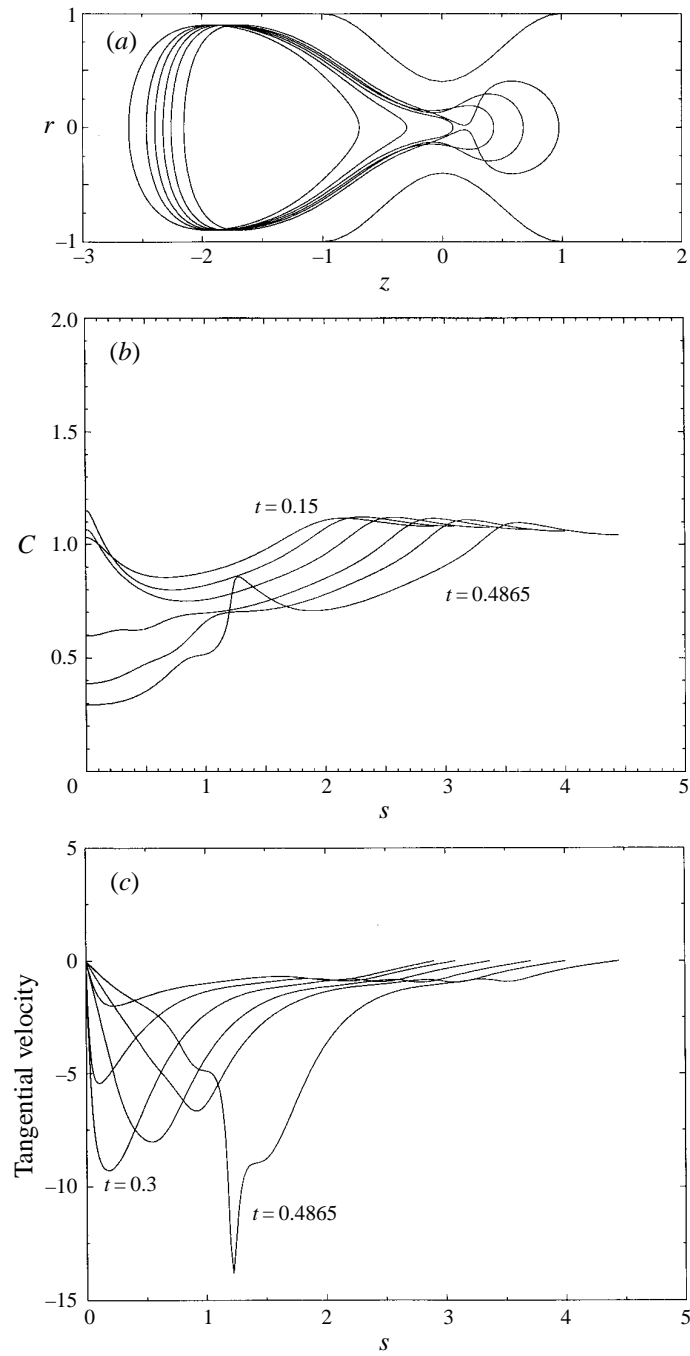 1
(a)
r
0
–1
–3
–2
–1
0
1
2
z
2.0
(b)
1.5
t = 0.15
C
1.0
t = 0.4865
0.5
0
1
2
3
4
5
s
5
(c)
0
Tangential velocity
–5
t = 0.3
–10
t = 0.4865
–15
0
1
2
3
4
5
s